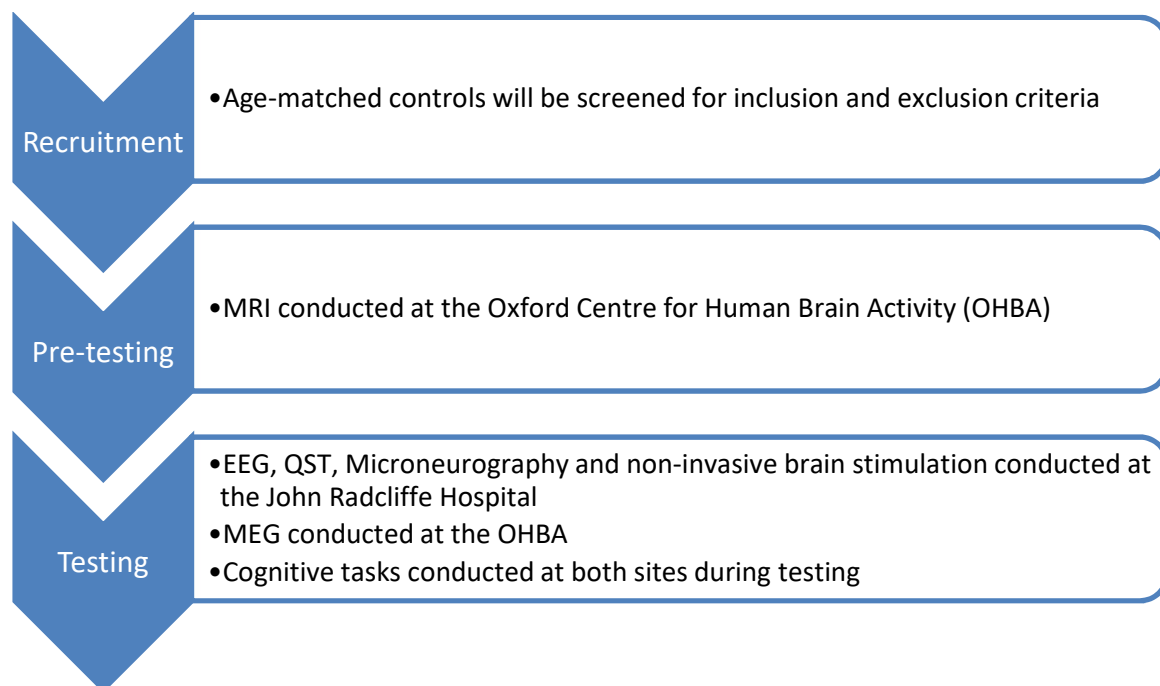 Recruitment
•Age-matched controls will be screened for inclusion and exclusion criteria
Pre-testing
•MRI conducted at the Oxford Centre for Human Brain Activity (OHBA)
Testing
•EEG, QST, Microneurography and non-invasive brain stimulation conducted at
the John Radcliffe Hospital
•MEG conducted at the OHBA
•Cognitive tasks conducted at both sites during testing